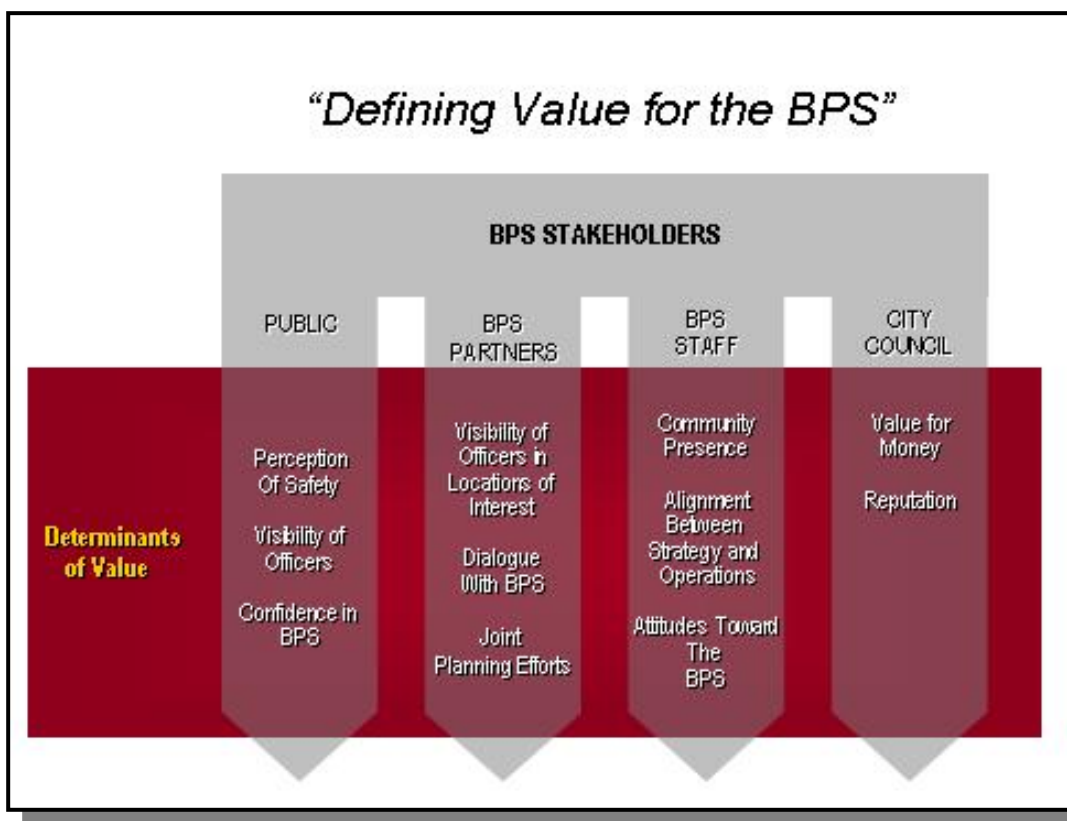 “Defining Value for the BPS”
BPS STAKEHOLDERS
PUBLIC
BPS
PARTNERS
BPS
STAFF
CITY
COUNCIL
Determinants
of Value
Perception
Of Safety
Visibility of
Officers
Confidence in
BPS
Visibility of
Officers in
Locations of
Interest
Dialogue
With BPS
Joint
Planning Efforts
Community
Presence
Alignment
Between
Strategy and
Operations
Attitudes Toward
The
BPS
Value for
Money
Reputation